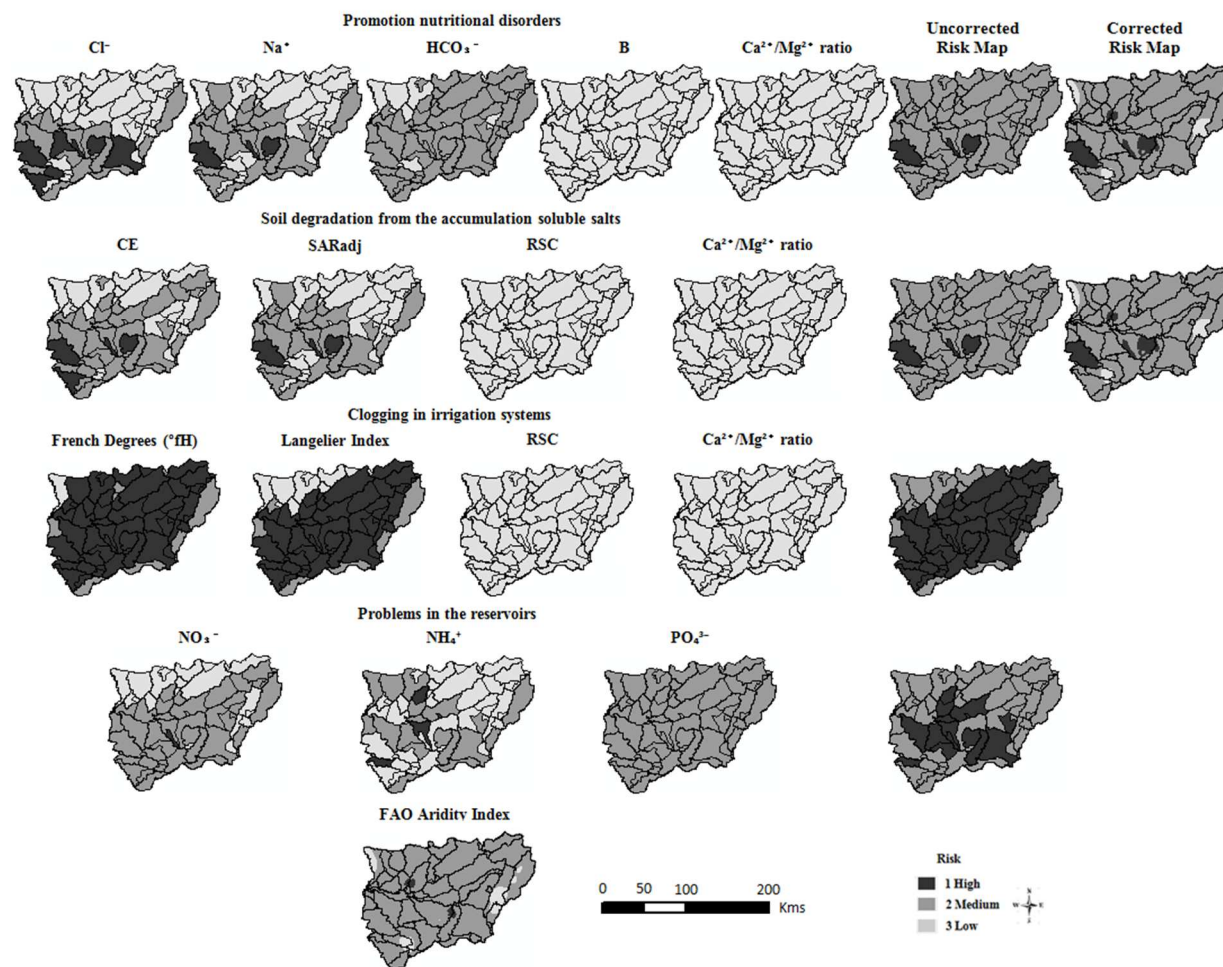 Promotion nutritional disorders
Cl⁻
Na⁺
HCO₃⁻
B
Ca²⁺/Mg²⁺ ratio
Uncorrected
Risk Map
Corrected
Risk Map
Soil degradation from the accumulation soluble salts
CE
SARadj
RSC
Ca²⁺/Mg²⁺ ratio
Clogging in irrigation systems
French Degrees (°fH)
Langelier Index
RSC
Ca²⁺/Mg²⁺ ratio
Problems in the reservoirs
NO₃⁻
NH₄⁺
PO₄³⁻
FAO Aridity Index
0 50 100 200
Kms
Risk
1 High
2 Medium
3 Low
N
W E
S